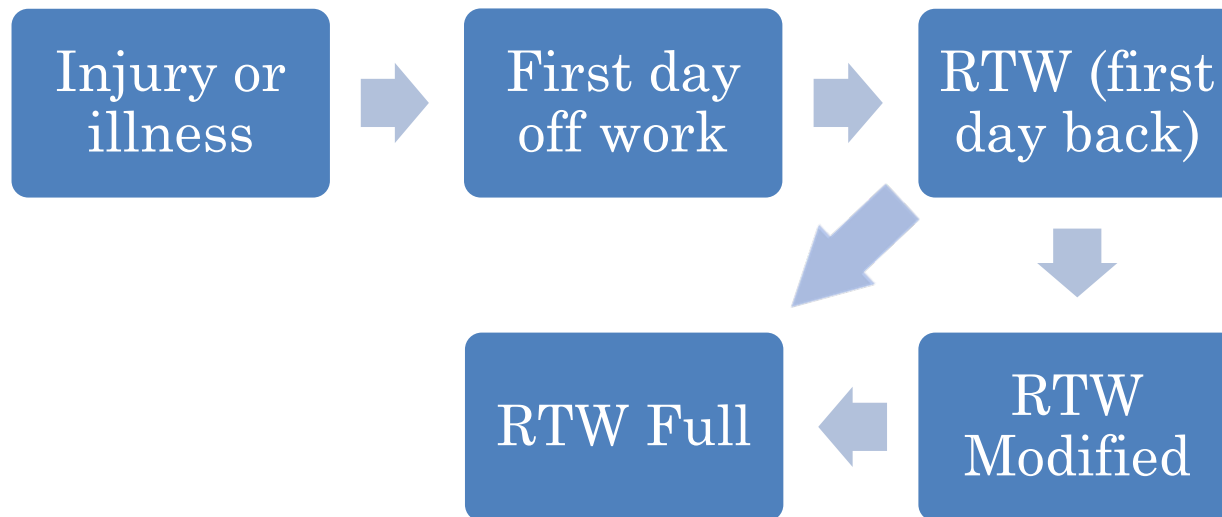 Injury or
illness
First day
off work
RTW (first
day back)
RTW Full
RTW
Modified